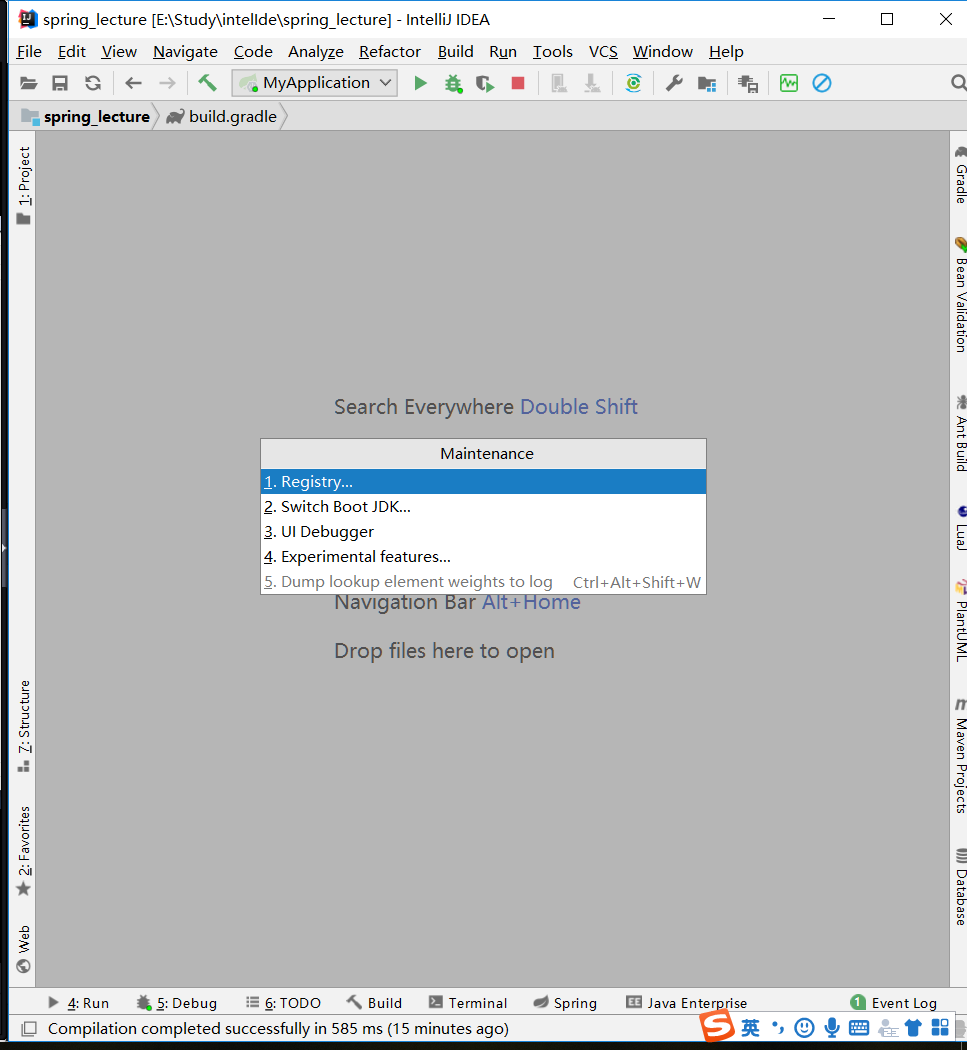 spring_lecture [E:\Study\intelIde\spring_lecture] - IntelliJ IDEA
File Edit View Navigate Code Analyze Refactor Build Run Tools VCS Window Help
MyApplication
spring_lecture build.gradle
1: Project
7: Structure
2: Favorites
Web
Search Everywhere Double Shift
Maintenance
1. Registry...
2. Switch Boot JDK...
3. UI Debugger
4. Experimental features...
5. Dump lookup element weights to log Ctrl+Alt+Shift+W
Navigation Bar Alt+Home
Drop files here to open
Gradle
Bean Validation
Ant Build
LuaJ
PlantUML
Maven Projects
Database
4: Run 5: Debug 6: TODO Build Terminal Spring Java Enterprise 1 Event Log
Compilation completed successfully in 585 ms (15 minutes ago)
S 英